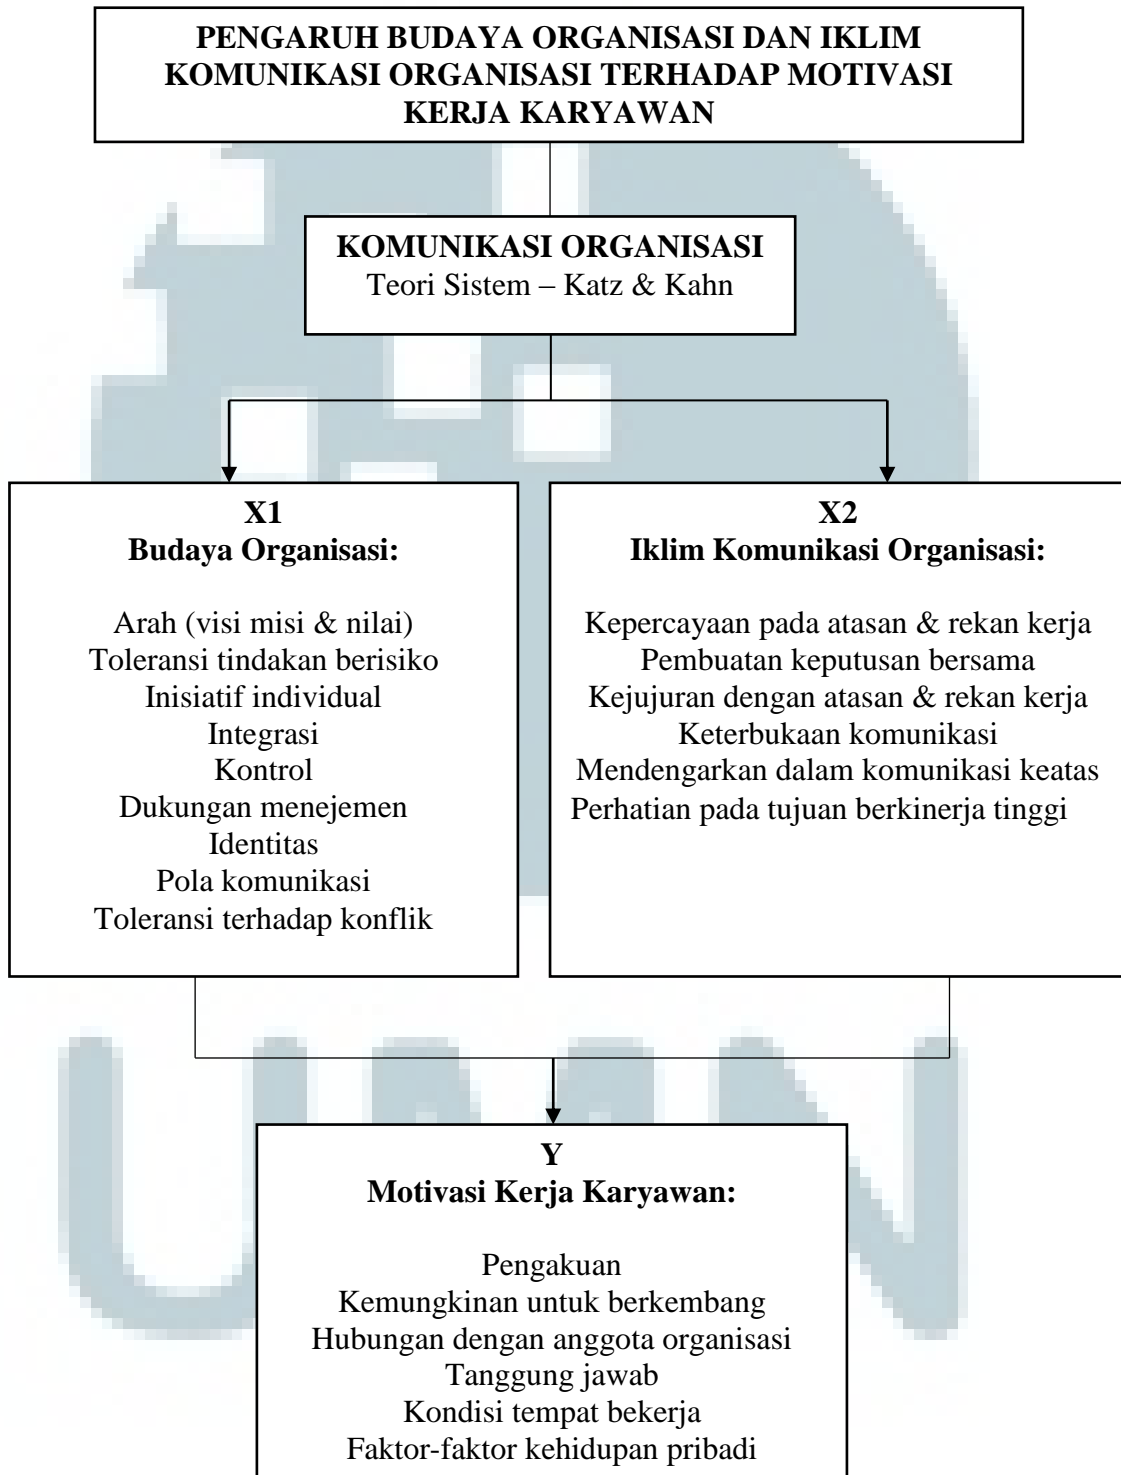 PENGARUH BUDAYA ORGANISASI DAN IKLIM
KOMUNIKASI ORGANISASI TERHADAP MOTIVASI
KERJA KARYAWAN
KOMUNIKASI ORGANISASI
Teori Sistem – Katz & Kahn
X1
Budaya Organisasi:
Arah (visi misi & nilai)
Toleransi tindakan berisiko
Inisiatif individual
Integrasi
Kontrol
Dukungan menejemen
Identitas
Pola komunikasi
Toleransi terhadap konflik
X2
Iklim Komunikasi Organisasi:
Kepercayaan pada atasan & rekan kerja
Pembuatan keputusan bersama
Kejujuran dengan atasan & rekan kerja
Keterbukaan komunikasi
Mendengarkan dalam komunikasi keatas
Perhatian pada tujuan berkinerja tinggi
Y
Motivasi Kerja Karyawan:
Pengakuan
Kemungkinan untuk berkembang
Hubungan dengan anggota organisasi
Tanggung jawab
Kondisi tempat bekerja
Faktor-faktor kehidupan pribadi
UMN